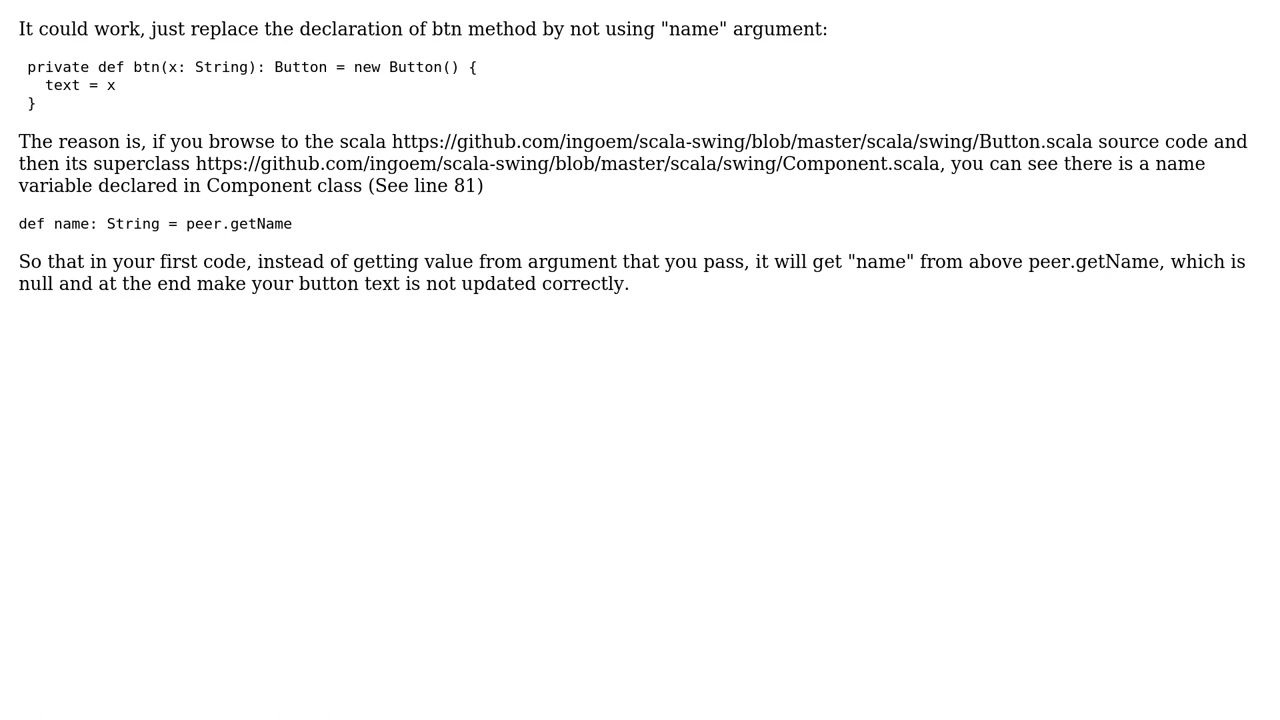 It could work, just replace the declaration of btn method by not using "name" argument:
private def btn(x: String): Button = new Button() {
text = x
}
The reason is, if you browse to the scala https://github.com/ingoem/scala-swing/blob/master/scala/swing/Button.scala source code and
then its superclass https://github.com/ingoem/scala-swing/blob/master/scala/swing/Component.scala, you can see there is a name
variable declared in Component class (See line 81)
def name: String = peer.getName
So that in your first code, instead of getting value from argument that you pass, it will get "name" from above peer.getName, which is
null and at the end make your button text is not updated correctly.